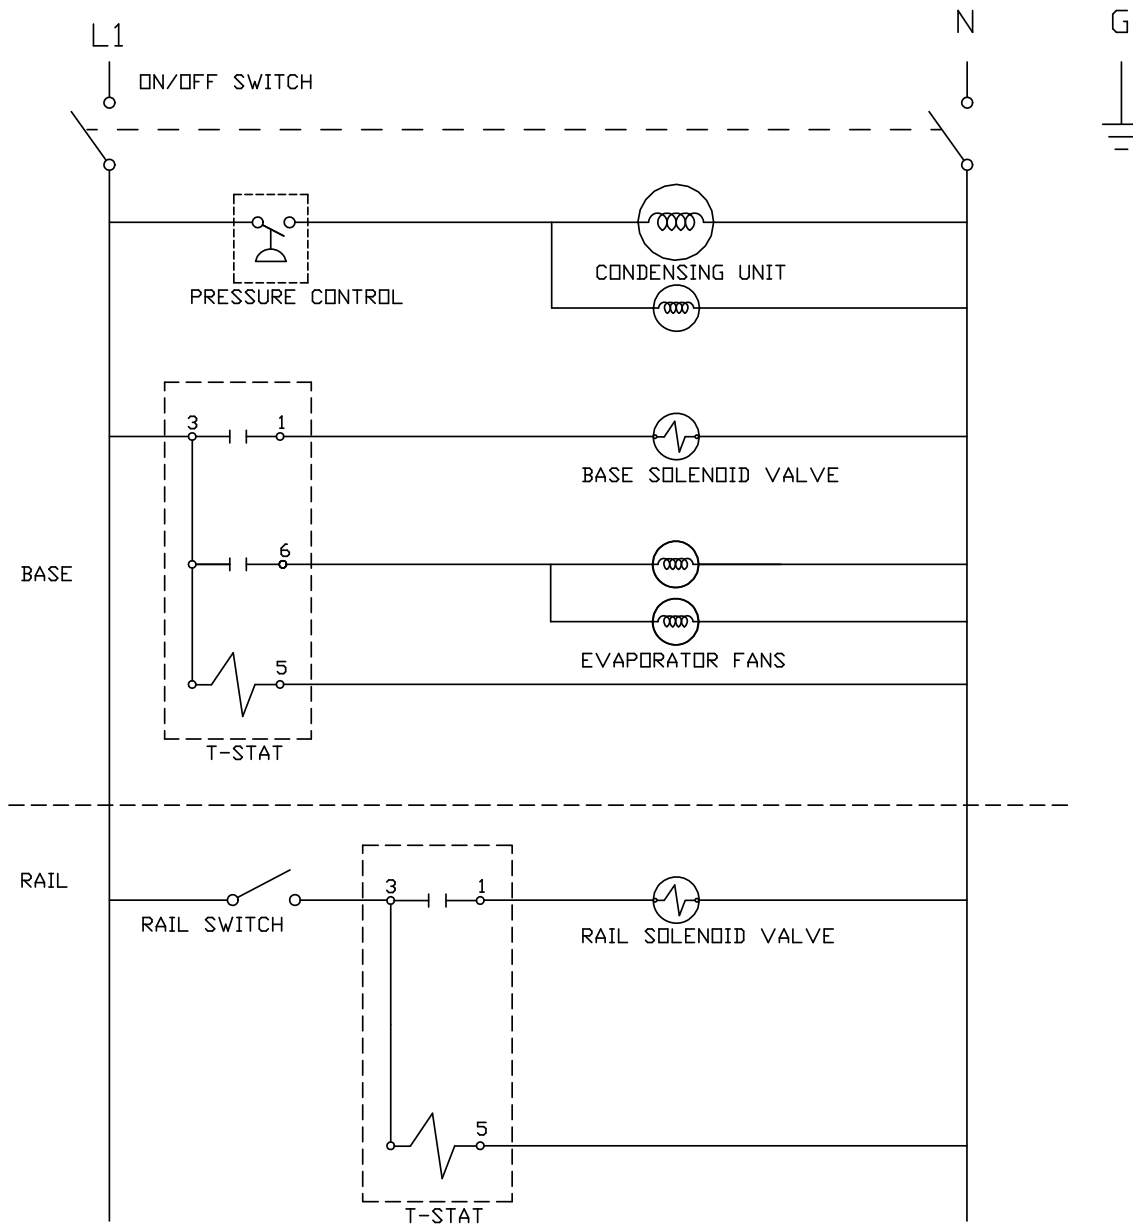 L1
N
G
ON/OFF SWITCH
CONDENSING UNIT
PRESSURE CONTROL
3
1
BASE SOLENOID VALVE
6
BASE
EVAPORATOR FANS
5
T-STAT
RAIL
3
1
RAIL SWITCH
RAIL SOLENOID VALVE
5
T-STAT